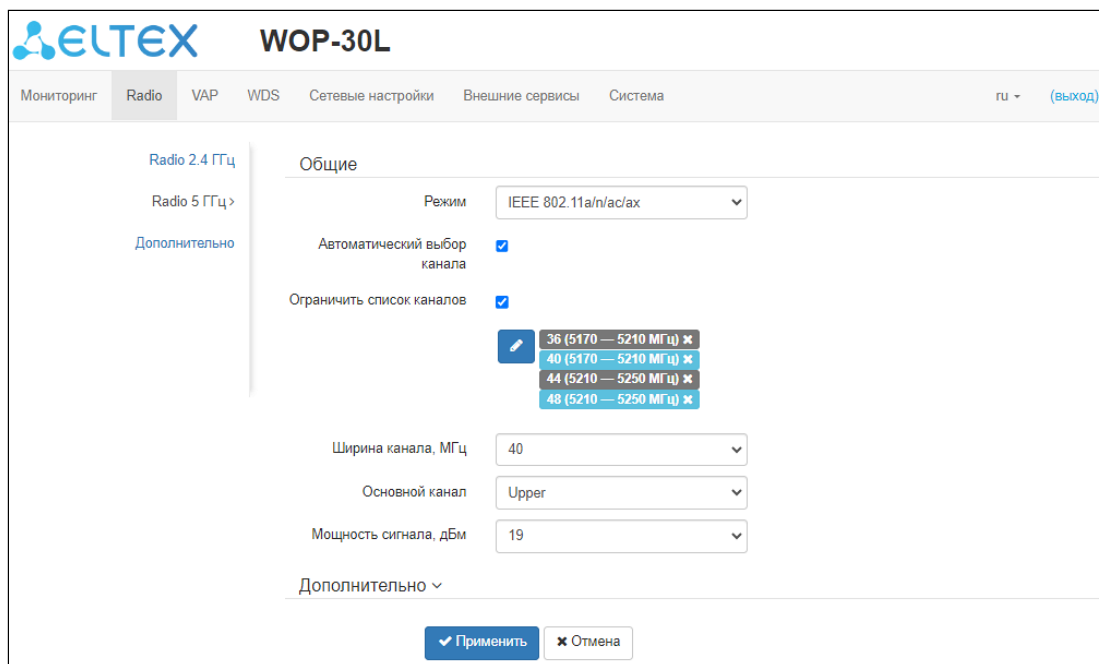 ELTEX WOP-30L
Мониторинг Radio VAP WDS Сетевые настройки Внешние сервисы Система ru (выход)
Radio 2.4 ГГц
Radio 5 ГГц >
Дополнительно
Общие
Режим IEEE 802.11a/n/ac/ax
Автоматический выбор
канала
Ограничить список каналов
36 (5170 — 5210 МГц) ✖
40 (5170 — 5210 МГц) ✖
44 (5210 — 5250 МГц) ✖
48 (5210 — 5250 МГц) ✖
Ширина канала, МГц 40
Основной канал Upper
Мощность сигнала, дБм 19
Дополнительно
✔ Применить ✖ Отмена